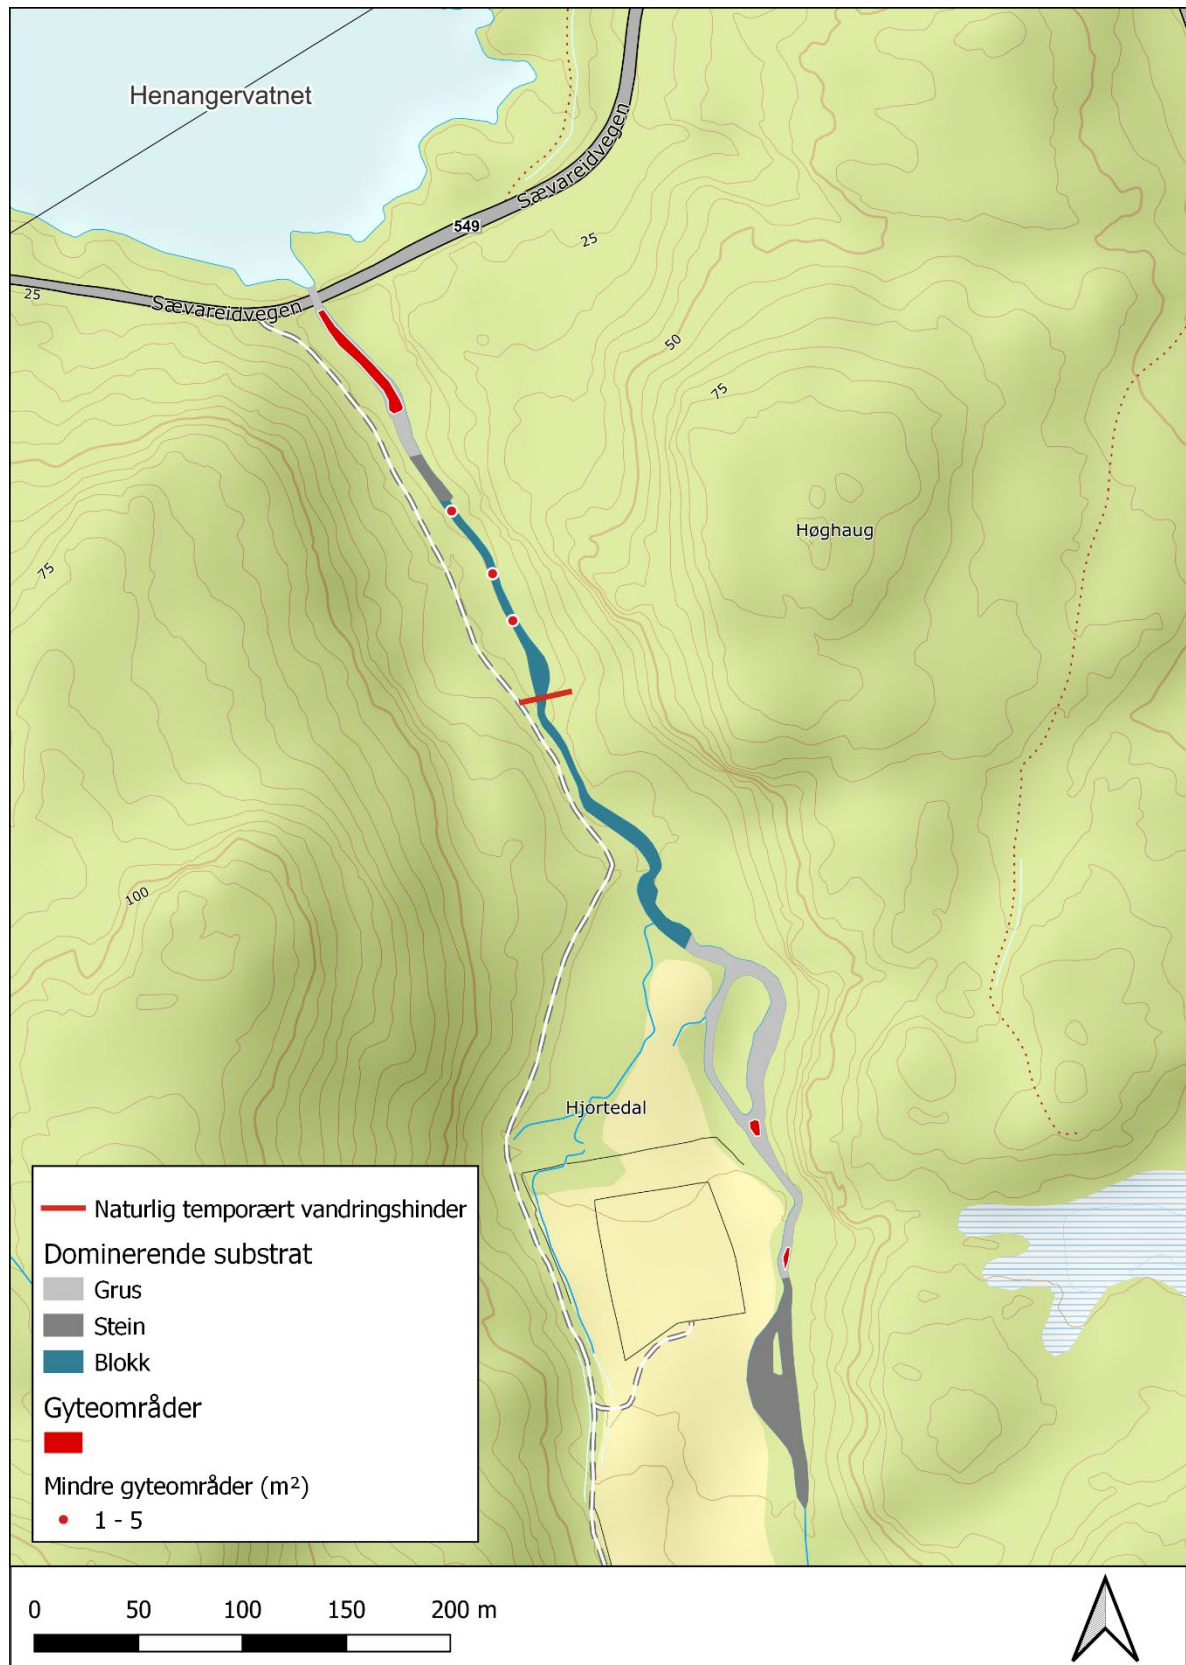 Henangervatnet
Sævareidvegen
549
25
25
Sævareidvegen
50
75
Høghaug
75
100
Hjortedal
Naturlig temporært vandringshinder
Dominerende substrat
Grus
Stein
Blokk
Gyteområder
Mindre gyteområder (m²)
1 - 5
0 50 100 150 200 m